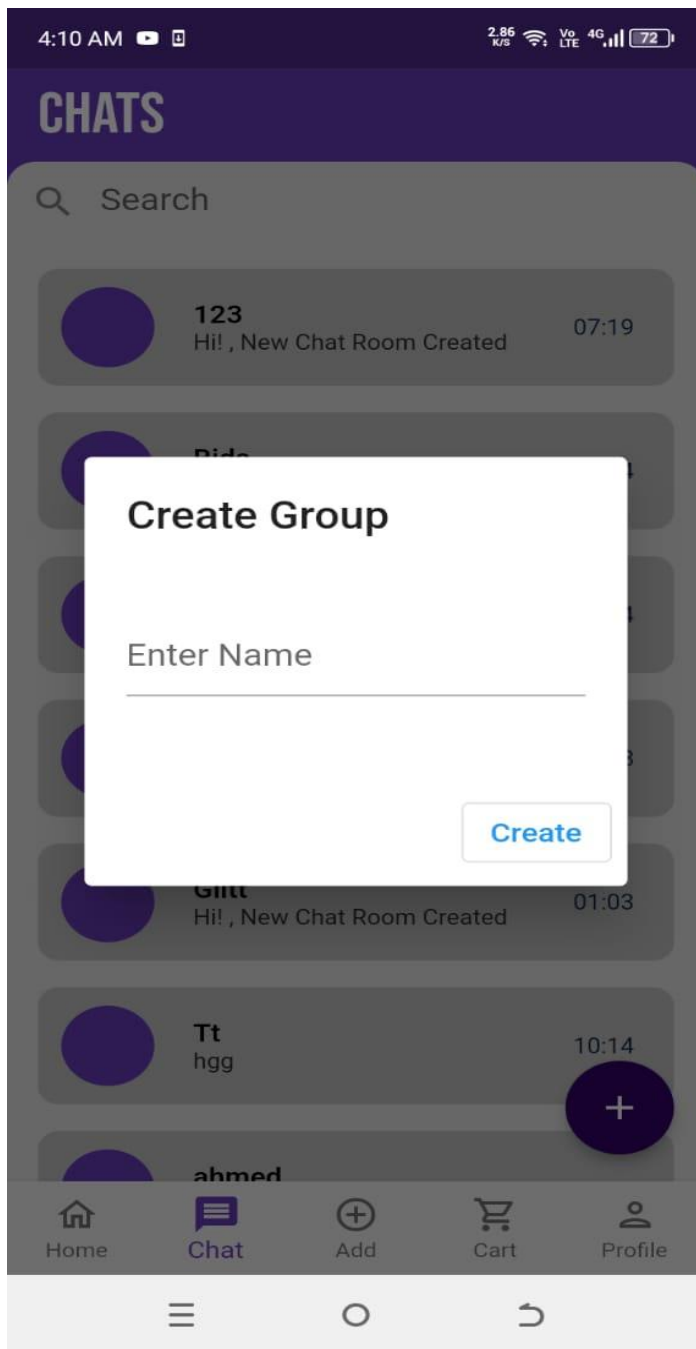 4:10 AM
2.86 K/S Vo LTE 4G 72
CHATS
Search
123
Hi! , New Chat Room Created
07:19
Create Group
Enter Name
Create
Hi! , New Chat Room Created
01:03
Tt
hgg
10:14
+
ahmed
Home Chat Add Cart Profile